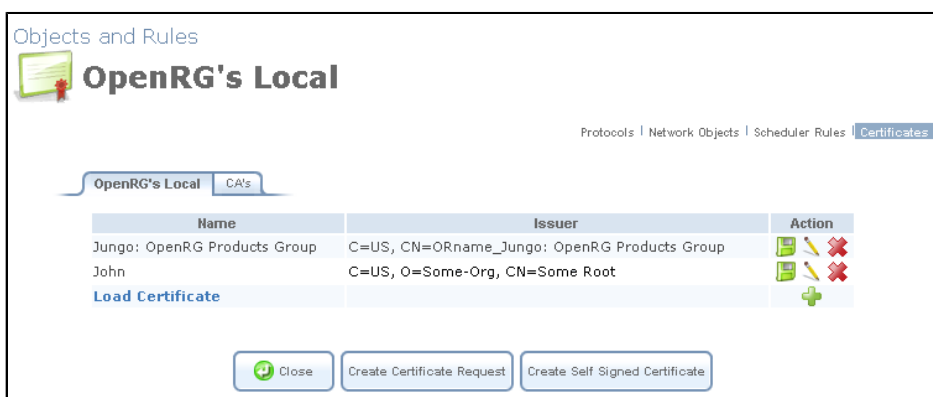 Objects and Rules
OpenRG's Local
Protocols | Network Objects | Scheduler Rules | Certificates
OpenRG's Local CA's
Name Issuer Action
Jungo: OpenRG Products Group C=US, CN=ORname_Jungo: OpenRG Products Group
John C=US, O=Some-Org, CN=Some Root
Load Certificate
Close Create Certificate Request Create Self Signed Certificate